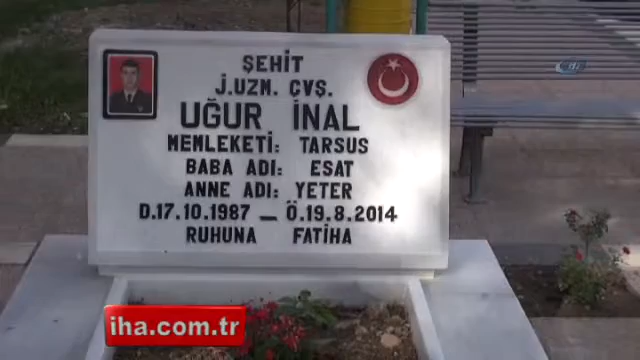 ŞEHİT
J.UZM. ÇVŞ.
UĞUR İNAL
MEMLEKETİ: TARSUS
BABA ADI: ESAT
ANNE ADI: YETER
D.17.10.1987 – Ö.19.8.2014
RUHUNA FATİHA
iha.com.tr